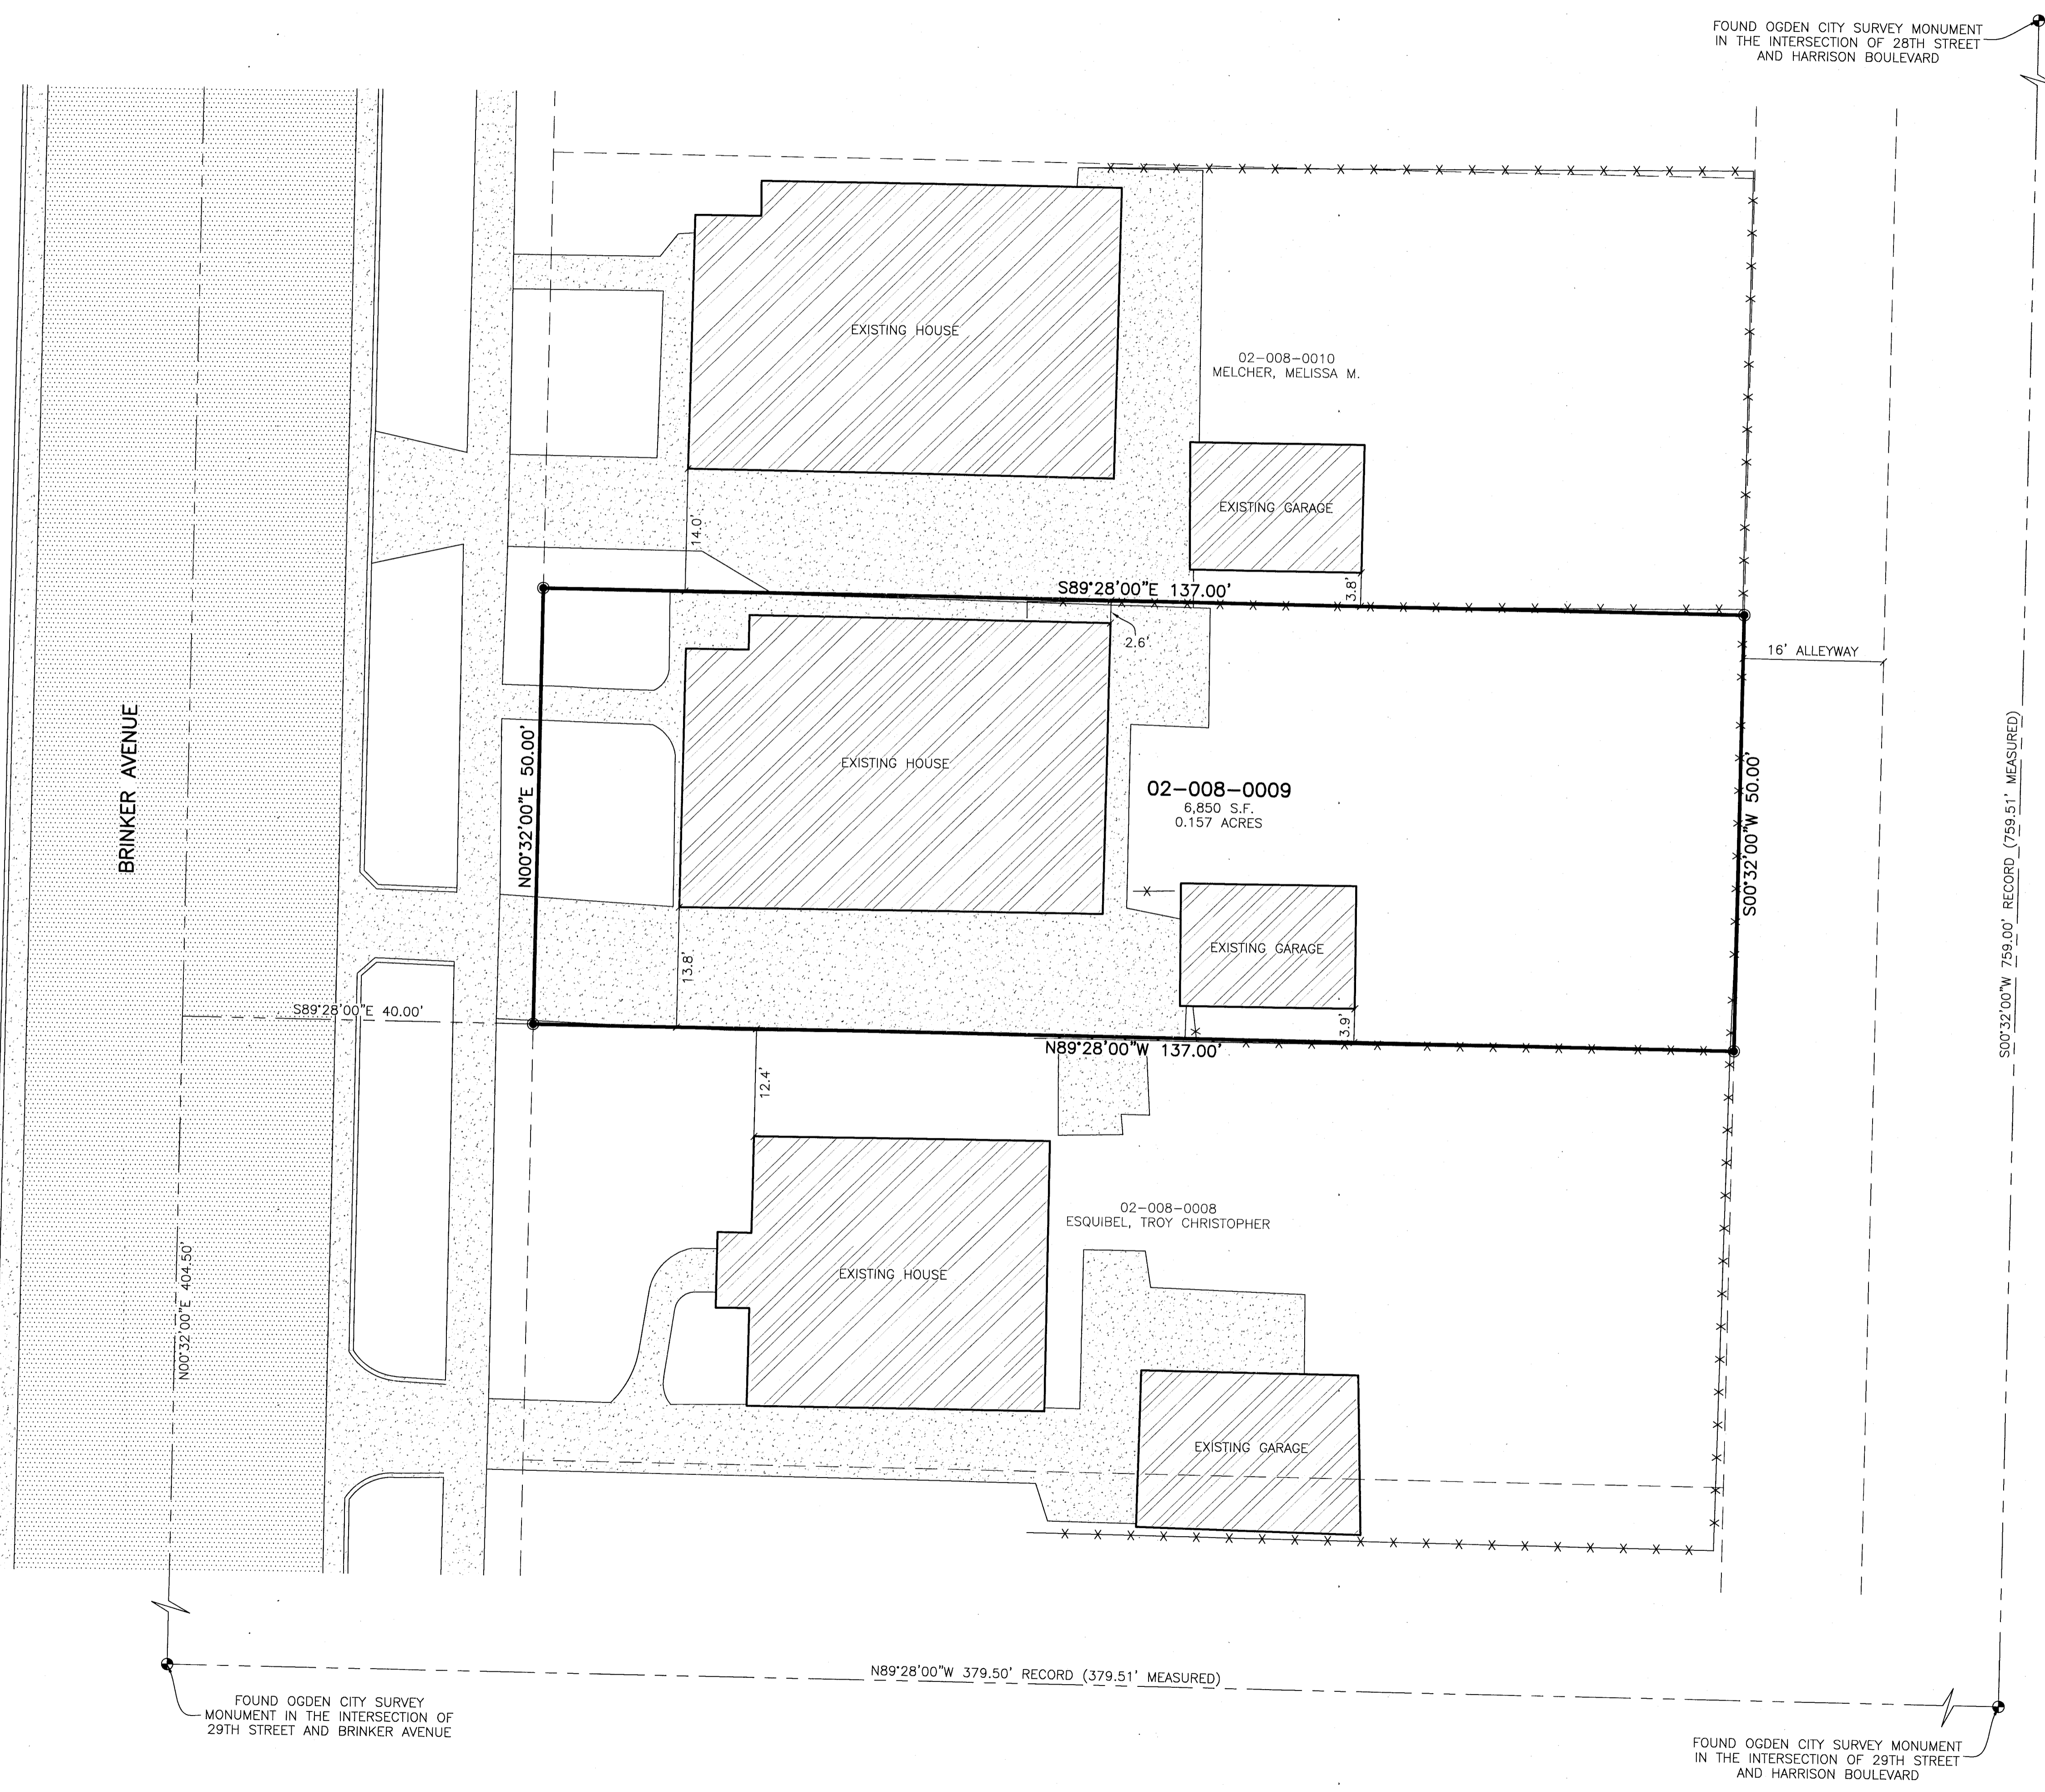 FOUND OGDEN CITY SURVEY MONUMENT
IN THE INTERSECTION OF 28TH STREET
AND HARRISON BOULEVARD
EXISTING HOUSE
02-008-0010
MELCHER, MELISSA M.
EXISTING GARAGE
14.0'
3.8'
S89°28'00"E 137.00'
2.6'
16' ALLEYWAY
BRINKER AVENUE
N00°32'00"E 50.00'
EXISTING HOUSE
02-008-0009
6,850 S.F.
0.157 ACRES
S00°32'00"W 50.00'
S00°32'00"W 759.00' RECORD (759.51' MEASURED)
EXISTING GARAGE
13.8'
S89°28'00"E 40.00'
3.9'
N89°28'00"W 137.00'
12.4'
02-008-0008
ESQUIBEL, TROY CHRISTOPHER
EXISTING HOUSE
N00°32'00"E 404.50'
EXISTING GARAGE
N89°28'00"W 379.50' RECORD (379.51' MEASURED)
FOUND OGDEN CITY SURVEY
MONUMENT IN THE INTERSECTION OF
29TH STREET AND BRINKER AVENUE
FOUND OGDEN CITY SURVEY MONUMENT
IN THE INTERSECTION OF 29TH STREET
AND HARRISON BOULEVARD